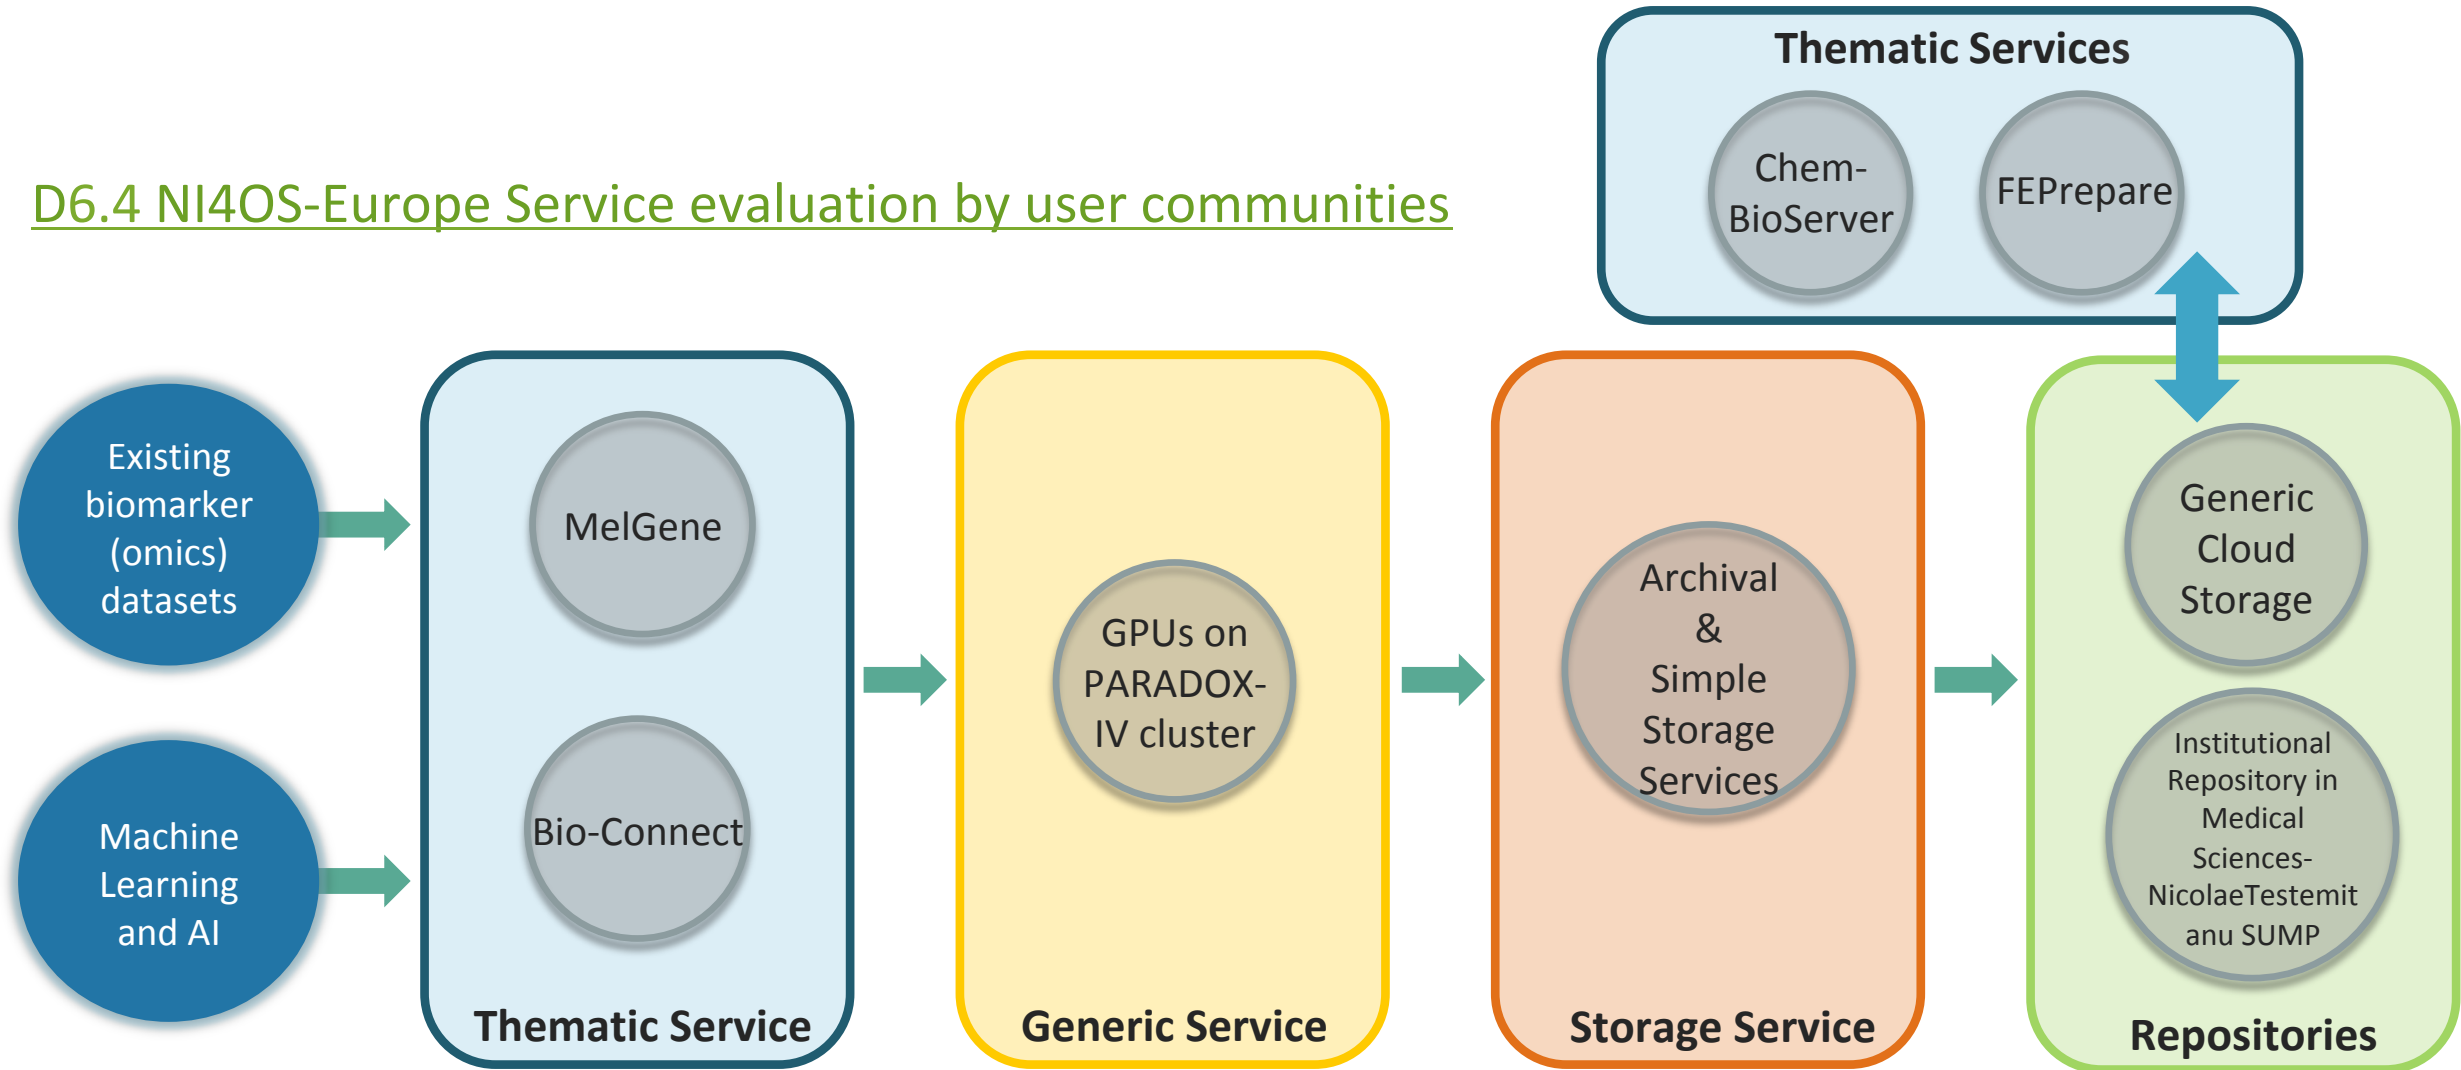 Thematic Services
Chem-
BioServer
FEPrepare
D6.4 NI4OS-Europe Service evaluation by user communities
Existing
biomarker
(omics)
datasets
Machine
Learning
and AI
MelGene
Bio-Connect
Thematic Service
GPUs on
PARADOX-
IV cluster
Generic Service
Archival
&
Simple
Storage
Services
Storage Service
Generic
Cloud
Storage
Institutional
Repository in
Medical
Sciences-
NicolaeTestemit
anu SUMP
Repositories